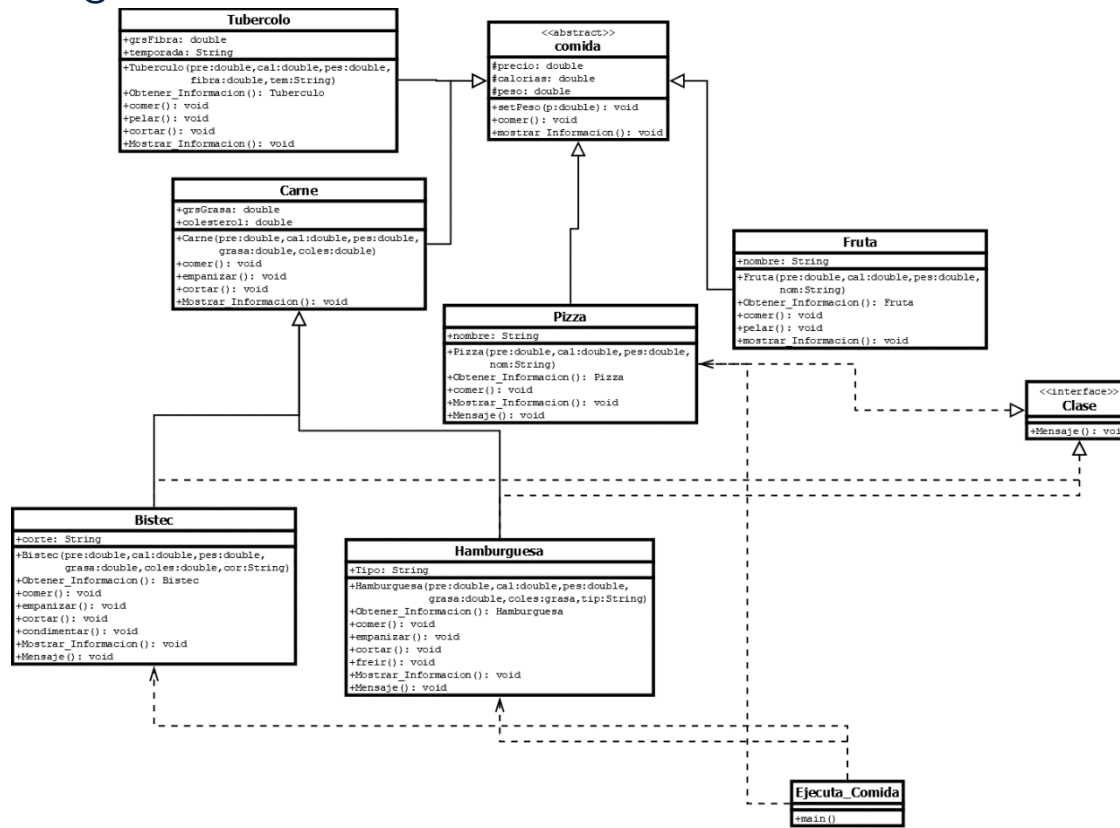 Tubercolo
+grsFibra: double
+temporada: String
+Tuberculo(pre:double,cal:double,pes:double,
fibra:double,tem:String)
+Obtener_Informacion(): Tuberculo
+comer(): void
+pelar(): void
+cortar(): void
+Mostrar_Informacion(): void
<<abstract>>
comida
#precio: double
#calorias: double
#peso: double
+setPeso(p:double): void
+comer(): void
+mostrar_Informacion(): void
Carne
+grsGrasa: double
+colesterol: double
+Carne(pre:double,cal:double,pes:double,
grasa:double,coles:double)
+comer(): void
+empanizar(): void
+cortar(): void
+Mostrar_Informacion(): void
Fruta
+nombre: String
+Fruta(pre:double,cal:double,pes:double,
nom:String)
+Obtener_Informacion(): Fruta
+comer(): void
+pelar(): void
+mostrar_Informacion(): void
Pizza
+nombre: String
+Pizza(pre:double,cal:double,pes:double,
nom:String)
+Obtener_Informacion(): Pizza
+comer(): void
+Mostrar_Informacion(): void
+Mensaje(): void
<<interface>>
Clase
+Mensaje(): voi
Bistec
+corte: String
+Bistec(pre:double,cal:double,pes:double,
grasa:double,coles:double,cor:String)
+Obtener_Informacion(): Bistec
+comer(): void
+empanizar(): void
+cortar(): void
+condimentar(): void
+Mostrar_Informacion(): void
+Mensaje(): void
Hamburguesa
+Tipo: String
+Hamburguesa(pre:double,cal:double,pes:double,
grasa:double,coles:grasa,tip:String)
+Obtener_Informacion(): Hamburguesa
+comer(): void
+empanizar(): void
+cortar(): void
+freir(): void
+Mostrar_Informacion(): void
+Mensaje(): void
Ejecuta_Comida
+main()